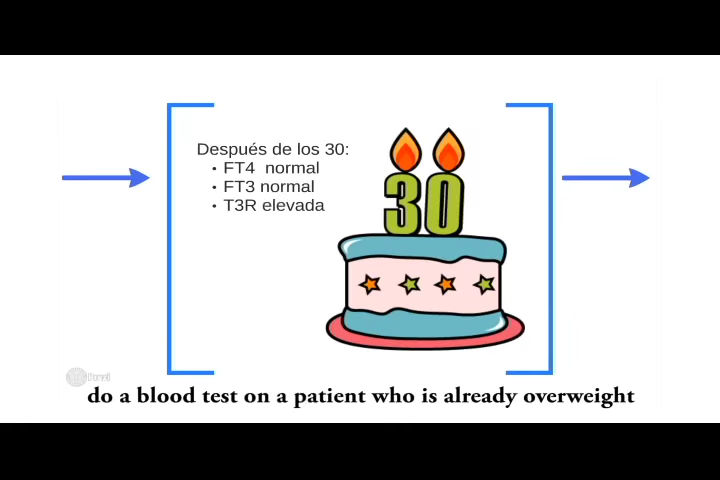 Después de los 30:
• FT4 normal
• FT3 normal
• T3R elevada
30
do a blood test on a patient who is already overweight